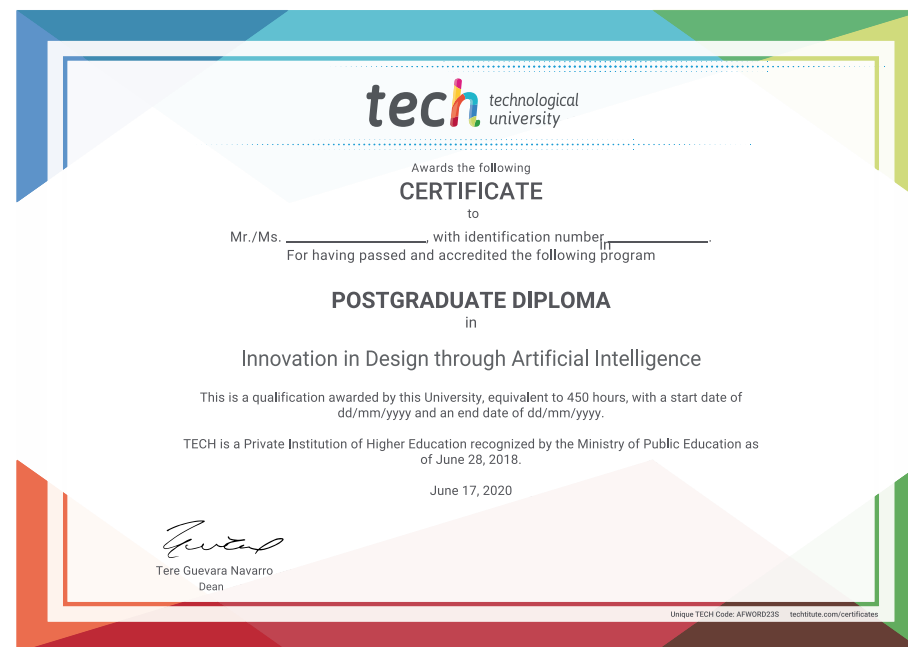 tech technological
university
Awards the following
CERTIFICATE
to
Mr./Ms. ____________, with identification number_________.
In
For having passed and accredited the following program
POSTGRADUATE DIPLOMA
in
Innovation in Design through Artificial Intelligence
This is a qualification awarded by this University, equivalent to 450 hours, with a start date of
dd/mm/yyyy and an end date of dd/mm/yyyy.
TECH is a Private Institution of Higher Education recognized by the Ministry of Public Education as
of June 28, 2018.
June 17, 2020
Tere Guevara Navarro
Dean
Unique TECH Code: AFWORD23S techtitute.com/certificates